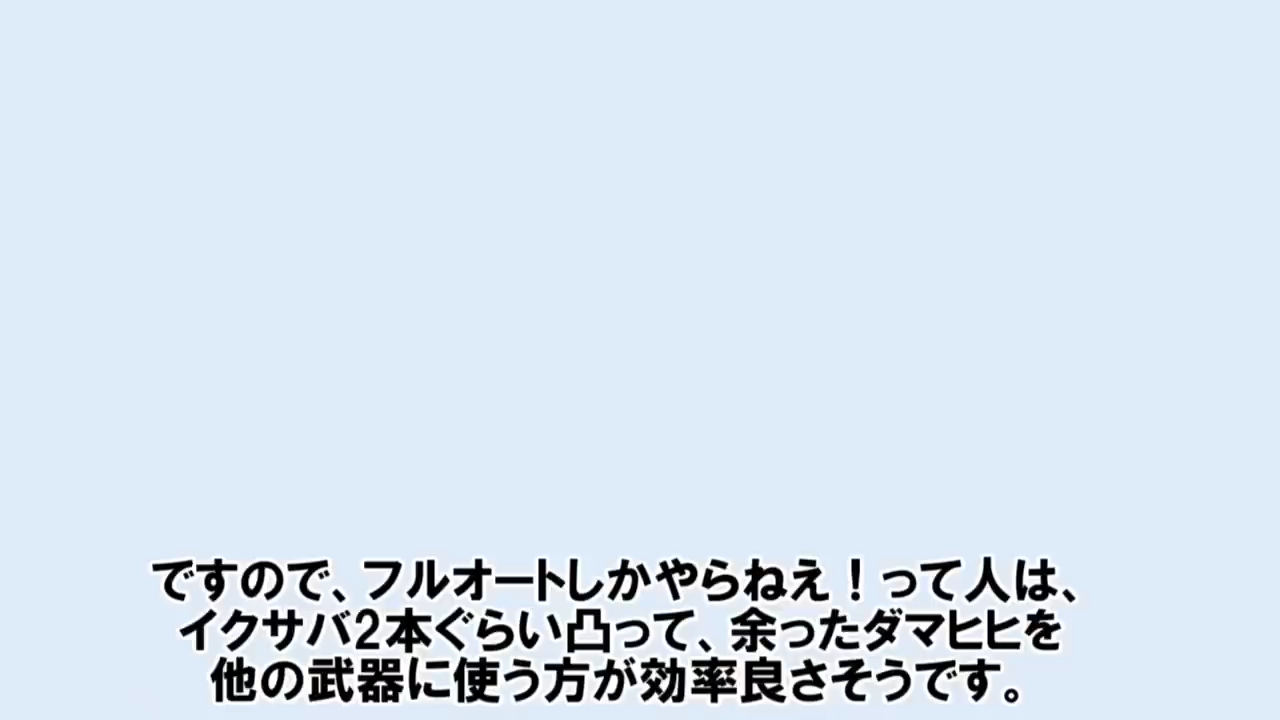 ですので、フルオートしかやらねえ！って人は、
イクサバ2本ぐらい凸って、余ったダマヒヒを
他の武器に使う方が効率良さそうです。